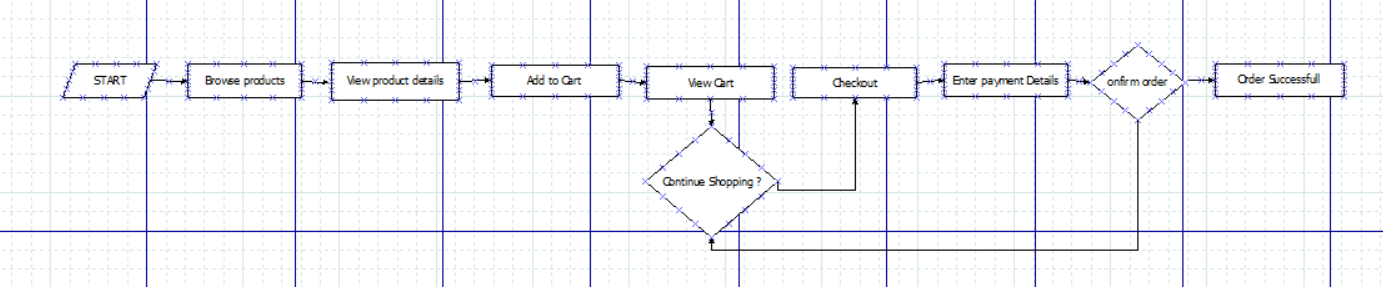 START
Browse products
View product details
Add to Cart
View Cart
Checkout
Enter payment Details
onfirm order
Order Successfull
Continue Shopping ?